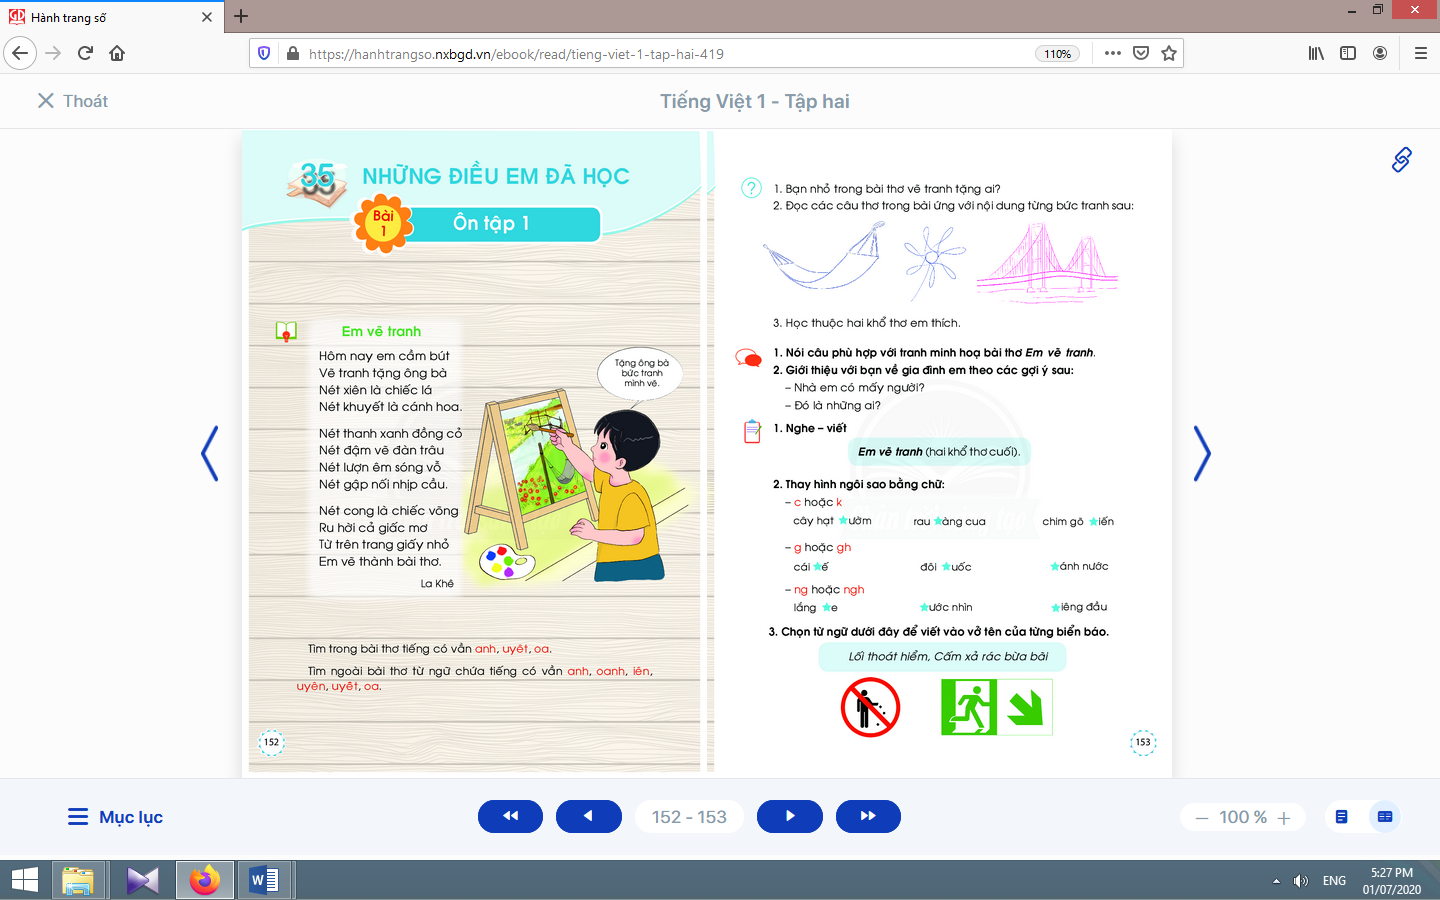 Hành trang số
https://hanhtrangso.nxbgd.vn/ebook/read/tieng-viet-1-tap-hai-419
110%
Thoát
Tiếng Việt 1 - Tập hai
35
NHỮNG ĐIỀU EM ĐÃ HỌC
Bài
1
Ôn tập 1
Em vẽ tranh
Hôm nay em cầm bút
Vẽ tranh tặng ông bà
Nét xiên là chiếc lá
Nét khuyết là cánh hoa.
Nét thanh xanh đồng cỏ
Nét đậm vẽ đàn trâu
Nét lượn êm sóng vỗ
Nét gập nối nhịp cầu.
Nét cong là chiếc võng
Ru hời cả giấc mơ
Từ trên trang giấy nhỏ
Em vẽ thành bài thơ.
La Khê
Tặng ông bà
bức tranh
mình vẽ.
Tìm trong bài thơ tiếng có vần anh, uyêt, oa.
Tìm ngoài bài thơ từ ngữ chứa tiếng có vần anh, oanh, iên,
uyên, uyêt, oa.
152
1. Bạn nhỏ trong bài thơ vẽ tranh tặng ai?
2. Đọc các câu thơ trong bài ứng với nội dung từng bức tranh sau:
3. Học thuộc hai khổ thơ em thích.
1. Nói câu phù hợp với tranh minh hoạ bài thơ Em vẽ tranh.
2. Giới thiệu với bạn về gia đình em theo các gợi ý sau:
– Nhà em có mấy người?
– Đó là những ai?
1. Nghe – viết
Em vẽ tranh (hai khổ thơ cuối).
2. Thay hình ngôi sao bằng chữ:
– c hoặc k
cây hạt ★ườm rau ★àng cua chim gõ ★iến
– g hoặc gh
cái ★ế đôi ★uốc ★ánh nước
– ng hoặc ngh
lắng ★e ★ước nhìn ★iêng đầu
3. Chọn từ ngữ dưới đây để viết vào vở tên của từng biển báo.
Lối thoát hiểm, Cấm xả rác bừa bãi
153
Mục lục
152 - 153
100 %
ENG
5:27 PM
01/07/2020